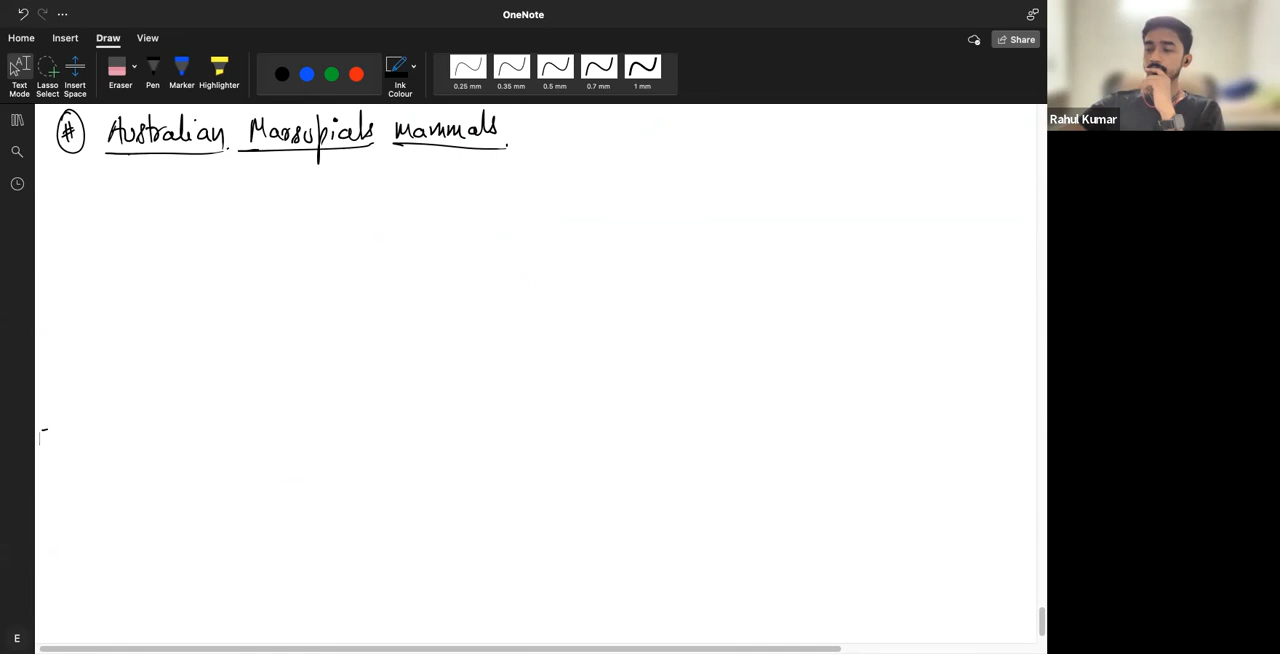 OneNote
Home Insert Draw View
Share
Text Mode
Lasso Select
Insert Space
Eraser
Pen
Marker
Highlighter
Ink Colour
0.25 mm 0.35 mm 0.5 mm 0.7 mm 1 mm
Rahul Kumar
# Australian Marsupials mammals
E